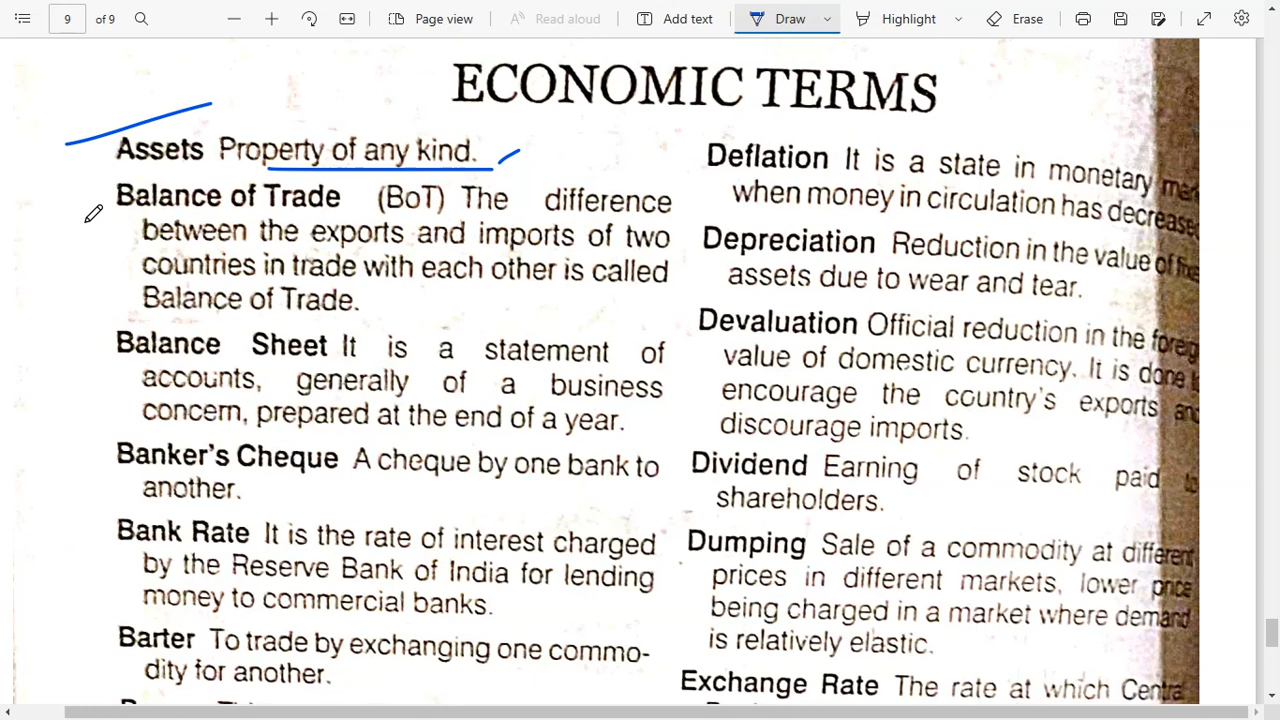 9 of 9
Page view
Read aloud
Add text
Draw
Highlight
Erase
ECONOMIC TERMS
Assets Property of any kind.
Balance of Trade (BoT) The difference
between the exports and imports of two
countries in trade with each other is called
Balance of Trade.
Balance Sheet It is a statement of
accounts, generally of a business
concern, prepared at the end of a year.
Banker's Cheque A cheque by one bank to
another.
Bank Rate It is the rate of interest charged
by the Reserve Bank of India for lending
money to commercial banks.
Barter To trade by exchanging one commo-
dity for another.
Deflation It is a state in monetary
when money in circulation has decreased
Depreciation Reduction in the value of
assets due to wear and tear.
Devaluation Official reduction in the
value of domestic currency. It is done
encourage the country's exports
discourage imports.
Dividend Earning of stock paid
shareholders.
Dumping Sale of a commodity at different
prices in different markets, lower price
being charged in a market where demand
is relatively elastic.
Exchange Rate The rate at which Central